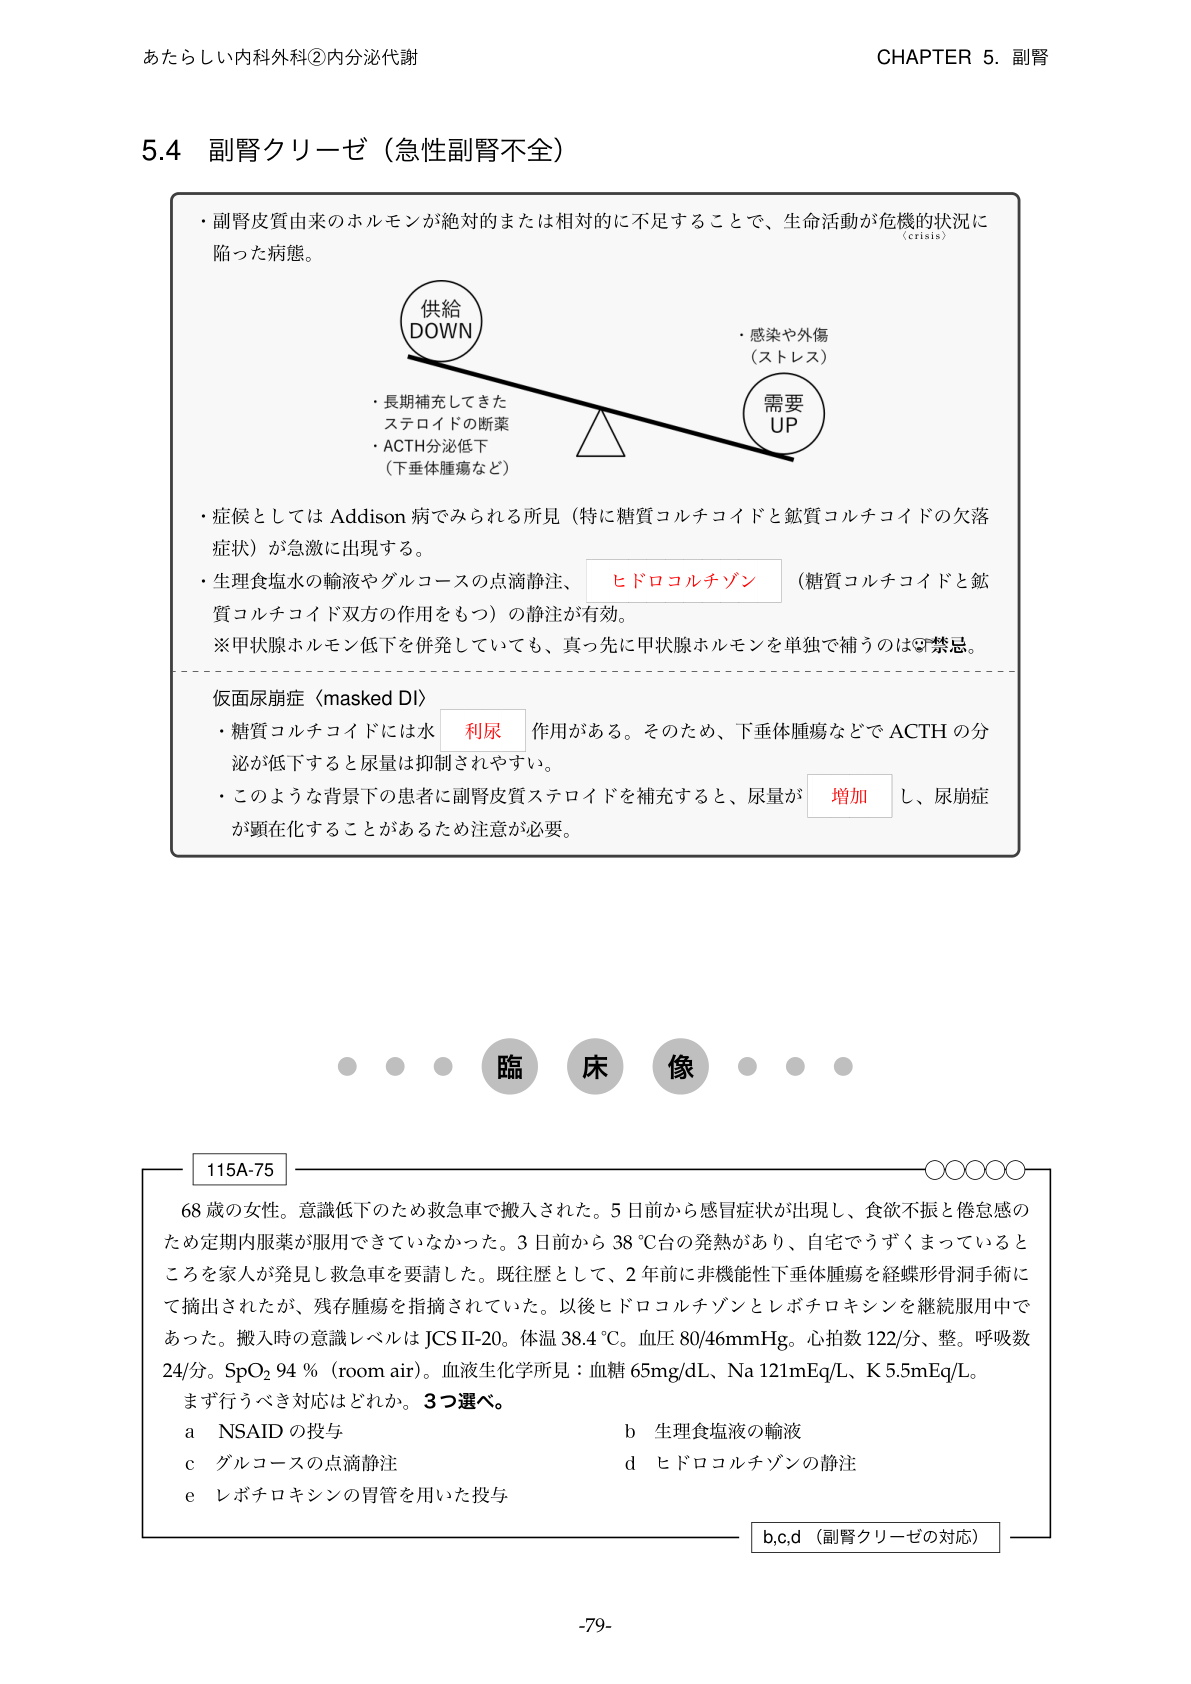 あたらしい内科外科②内分泌代謝
CHAPTER 5. 副腎
5.4 副腎クリーゼ（急性副腎不全）
・副腎皮質由来のホルモンが絶対的または相対的に不足することで、生命活動が危機的状況に
〈crisis〉
陥った病態。
供給
DOWN
・感染や外傷
（ストレス）
需要
UP
・長期補充してきた
ステロイドの断薬
・ACTH分泌低下
（下垂体腫瘍など）
・症候としては Addison 病でみられる所見（特に糖質コルチコイドと鉱質コルチコイドの欠落
症状）が急激に出現する。
・生理食塩水の輸液やグルコースの点滴静注、 ヒドロコルチゾン （糖質コルチコイドと鉱
質コルチコイド双方の作用をもつ）の静注が有効。
※甲状腺ホルモン低下を併発していても、真っ先に甲状腺ホルモンを単独で補うのは禁忌。
仮面尿崩症〈masked DI〉
・糖質コルチコイドには水 利尿 作用がある。そのため、下垂体腫瘍などで ACTH の分
泌が低下すると尿量は抑制されやすい。
・このような背景下の患者に副腎皮質ステロイドを補充すると、尿量が 増加 し、尿崩症
が顕在化することがあるため注意が必要。
臨 床 像
115A-75
68 歳の女性。意識低下のため救急車で搬入された。5 日前から感冒症状が出現し、食欲不振と倦怠感の
ため定期内服薬が服用できていなかった。3 日前から 38 ℃台の発熱があり、自宅でうずくまっていると
ころを家人が発見し救急車を要請した。既往歴として、2 年前に非機能性下垂体腫瘍を経蝶形骨洞手術に
て摘出されたが、残存腫瘍を指摘されていた。以後ヒドロコルチゾンとレボチロキシンを継続服用中で
あった。搬入時の意識レベルは JCS II-20。体温 38.4 ℃。血圧 80/46mmHg。心拍数 122/分、整。呼吸数
24/分。SpO₂ 94 %（room air）。血液生化学所見：血糖 65mg/dL、Na 121mEq/L、K 5.5mEq/L。
まず行うべき対応はどれか。3つ選べ。
a NSAID の投与
b 生理食塩液の輸液
c グルコースの点滴静注
d ヒドロコルチゾンの静注
e レボチロキシンの胃管を用いた投与
b,c,d （副腎クリーゼの対応）
-79-